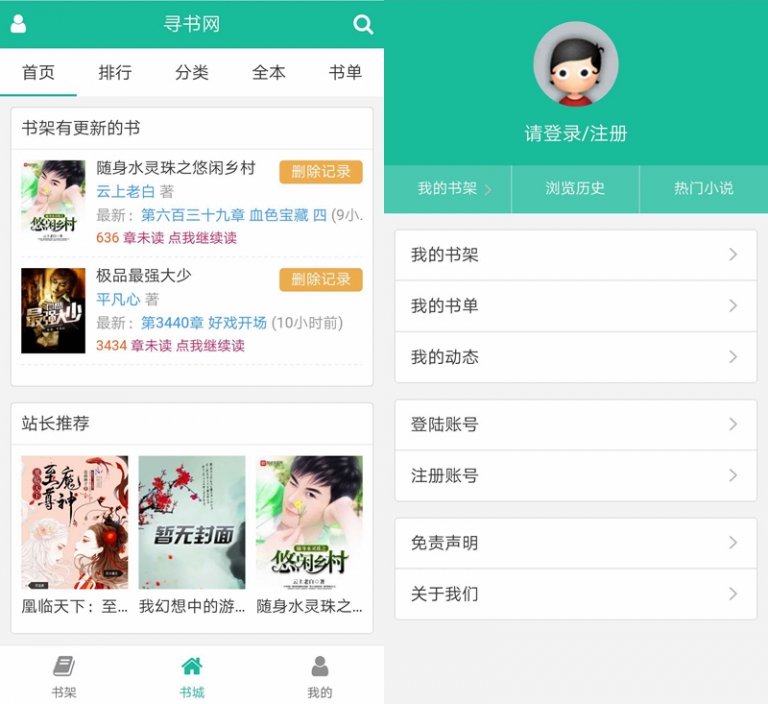 寻书网
首页 排行 分类 全本 书单
书架有更新的书
随身水灵珠之悠闲乡村
删除记录
云上老白 著
最新：第六百三十九章 血色宝藏 四 (9小.
636 章未读 点我继续读
悠闲乡村
极品最强大少
删除记录
平凡心 著
最新：第3440章 好戏开场 (10小时前)
3434 章未读 点我继续读
最强大少
站长推荐
至尊魔神
暂无封面
悠闲乡村
云上老白 著
凰临天下：至...
我幻想中的游...
随身水灵珠之...
书架 书城 我的
请登录/注册
我的书架 浏览历史 热门小说
我的书架
我的书单
我的动态
登陆账号
注册账号
免责声明
关于我们